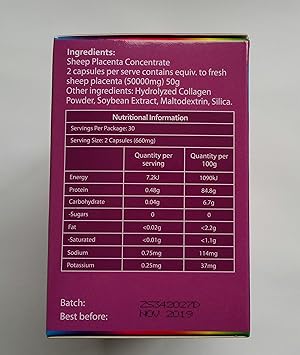 Ingredients:
Sheep Placenta Concentrate
2 capsules per serve contains equiv. to fresh
sheep placenta (50000mg) 50g
Other ingredients: Hydrolyzed Collagen
Powder, Soybean Extract, Maltodextrin, Silica.
Nutritional Information
Servings Per Package: 30
Serving Size: 2 Capsules (660mg)
Quantity per serving Quantity per 100g
Energy 7.2kJ 1090kJ
Protein 0.48g 84.8g
Carbohydrate 0.04g 6.7g
-Sugars 0 0
Fat <0.02g <2.2g
-Saturated <0.01g <1.1g
Sodium 0.75mg 114mg
Potassium 0.25mg 37mg
Batch: 2S342027D
Best before: NOV 2019